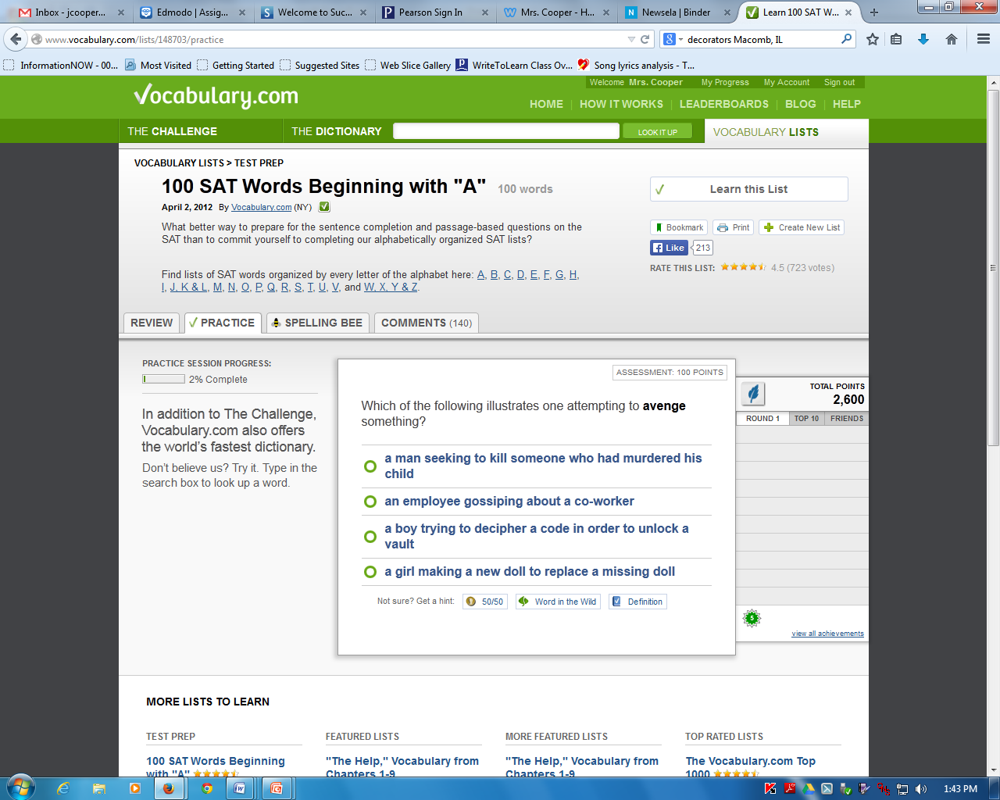 Inbox - jcooper...
Edmodo | Assig...
Welcome to Suc...
Pearson Sign In
Mrs. Cooper - H...
Newsela | Binder
Learn 100 SAT W...
www.vocabulary.com/lists/148703/practice
decorators Macomb, IL
InformationNOW - 00...
Most Visited
Getting Started
Suggested Sites
Web Slice Gallery
WriteToLearn Class Ov...
Song lyrics analysis - T...
Welcome Mrs. Cooper
My Progress
My Account
Sign out
Vocabulary.com
HOME | HOW IT WORKS | LEADERBOARDS | BLOG | HELP
THE CHALLENGE
THE DICTIONARY
LOOK IT UP
VOCABULARY LISTS
VOCABULARY LISTS > TEST PREP
100 SAT Words Beginning with "A" 100 words
April 2, 2012 By Vocabulary.com (NY)
What better way to prepare for the sentence completion and passage-based questions on the
SAT than to commit yourself to completing our alphabetically organized SAT lists?
Find lists of SAT words organized by every letter of the alphabet here: A, B, C, D, E, F, G, H,
I, J, K & L, M, N, O, P, Q, R, S, T, U, V, and W, X, Y & Z.
Learn this List
Bookmark
Print
Create New List
Like
213
RATE THIS LIST: 4.5 (723 votes)
REVIEW
PRACTICE
SPELLING BEE
COMMENTS (140)
PRACTICE SESSION PROGRESS:
2% Complete
In addition to The Challenge,
Vocabulary.com also offers
the world's fastest dictionary.
Don't believe us? Try it. Type in the
search box to look up a word.
ASSESSMENT: 100 POINTS
Which of the following illustrates one attempting to avenge
something?
a man seeking to kill someone who had murdered his
child
an employee gossiping about a co-worker
a boy trying to decipher a code in order to unlock a
vault
a girl making a new doll to replace a missing doll
Not sure? Get a hint:
50/50
Word in the Wild
Definition
TOTAL POINTS
2,600
ROUND 1
TOP 10
FRIENDS
5
view all achievements
MORE LISTS TO LEARN
TEST PREP
100 SAT Words Beginning
with "A"
FEATURED LISTS
"The Help," Vocabulary from
Chapters 1-9
MORE FEATURED LISTS
"The Help," Vocabulary from
Chapters 1-9
TOP RATED LISTS
The Vocabulary.com Top
1000
1:43 PM